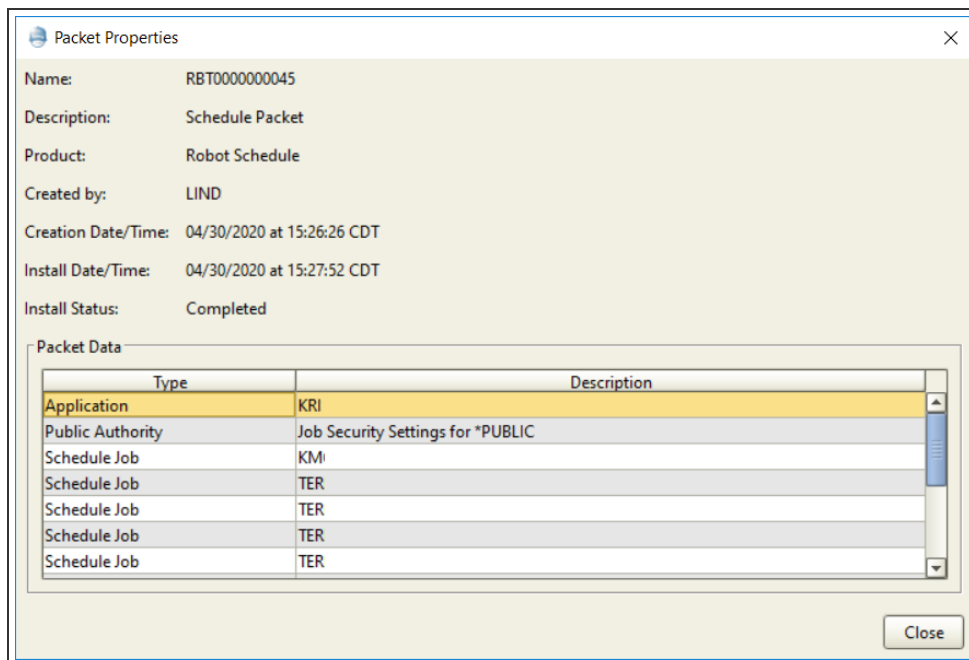 Packet Properties
Name: RBT0000000045
Description: Schedule Packet
Product: Robot Schedule
Created by: LIND
Creation Date/Time: 04/30/2020 at 15:26:26 CDT
Install Date/Time: 04/30/2020 at 15:27:52 CDT
Install Status: Completed
Packet Data
Type Description
Application KRI
Public Authority Job Security Settings for *PUBLIC
Schedule Job KM
Schedule Job TER
Schedule Job TER
Schedule Job TER
Schedule Job TER
Close